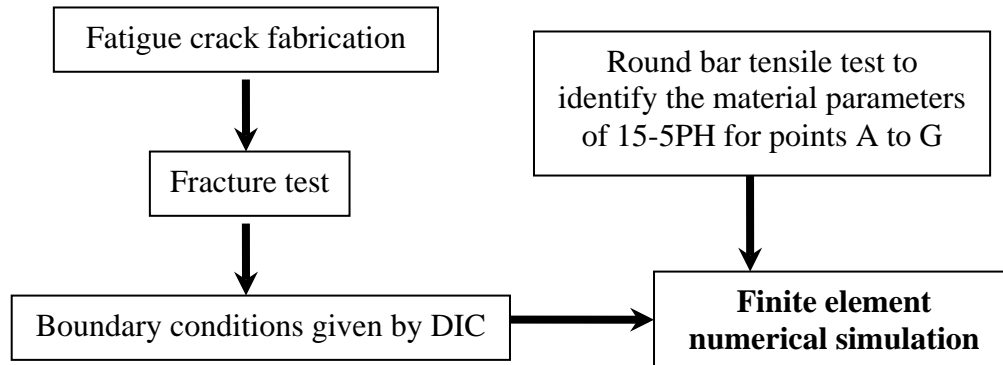 Fatigue crack fabrication
Round bar tensile test to
identify the material parameters
of 15-5PH for points A to G
Fracture test
Boundary conditions given by DIC
Finite element
numerical simulation